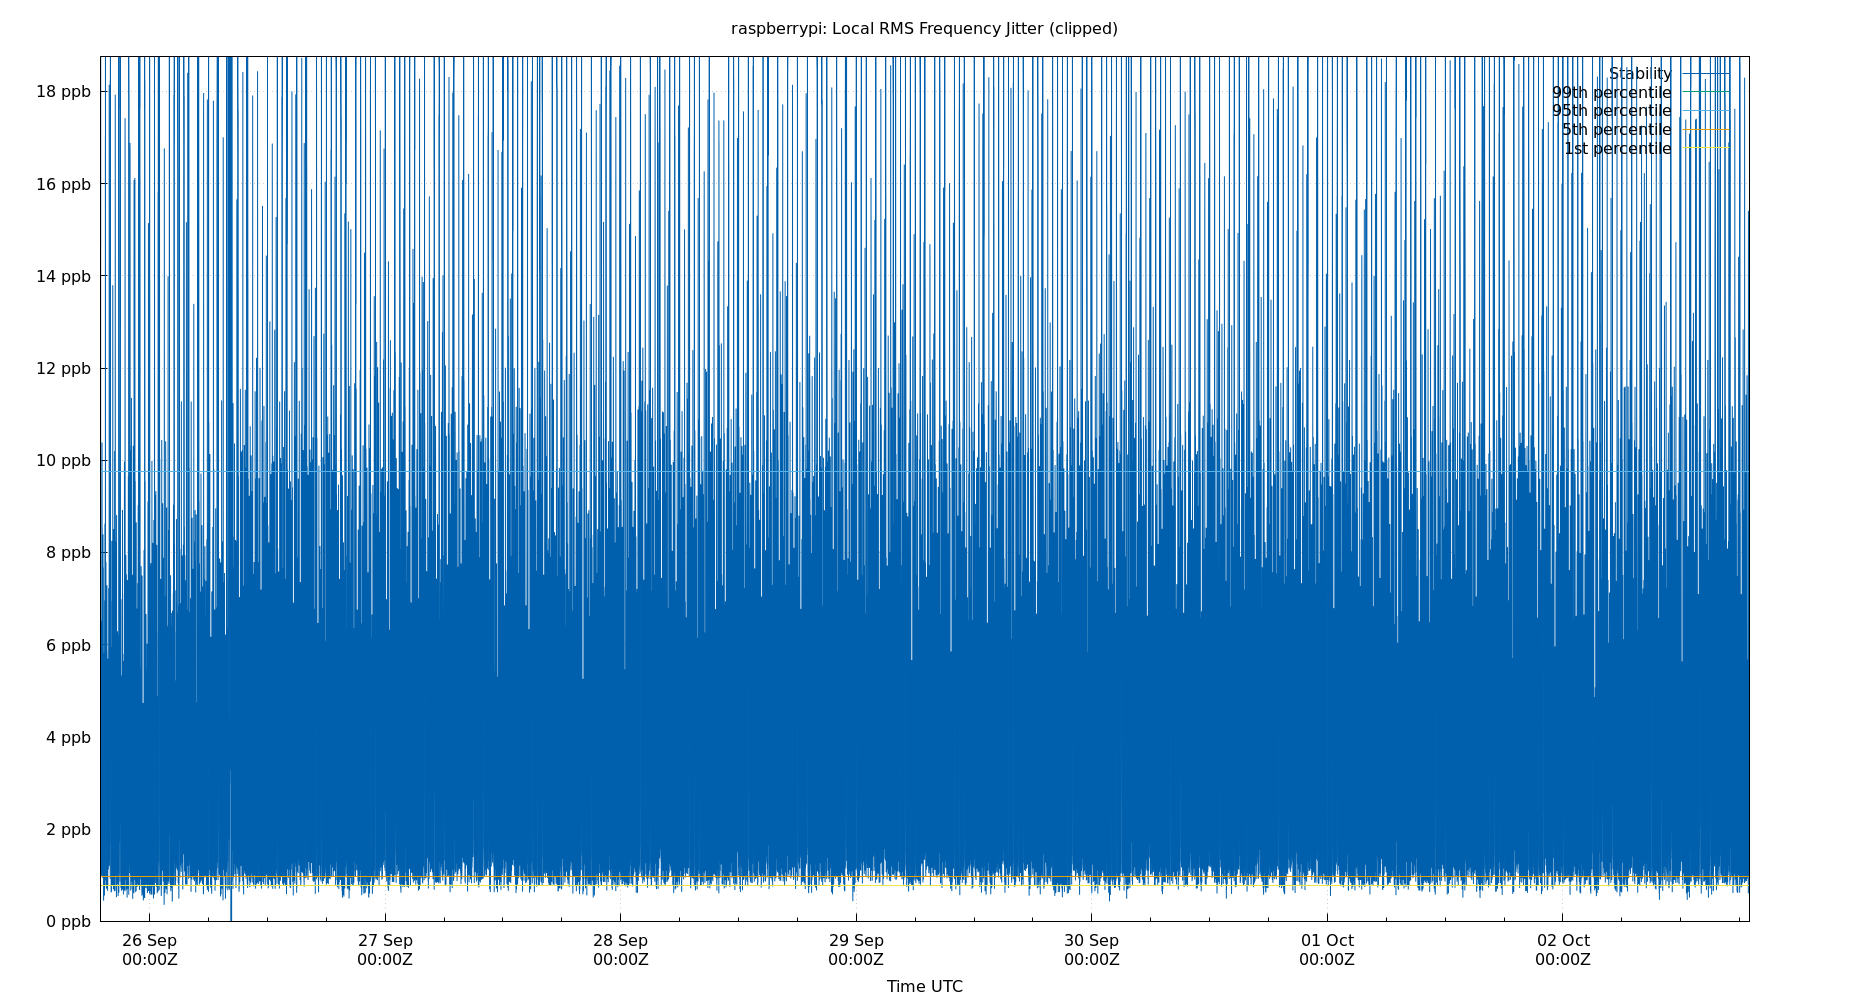 raspberrypi: Local RMS Frequency Jitter (clipped)
Stability
99th percentile
95th percentile
5th percentile
1st percentile
18 ppb
16 ppb
14 ppb
12 ppb
10 ppb
8 ppb
6 ppb
4 ppb
2 ppb
0 ppb
26 Sep 27 Sep 28 Sep 29 Sep 30 Sep 01 Oct 02 Oct
00:00Z 00:00Z 00:00Z 00:00Z 00:00Z 00:00Z 00:00Z
Time UTC